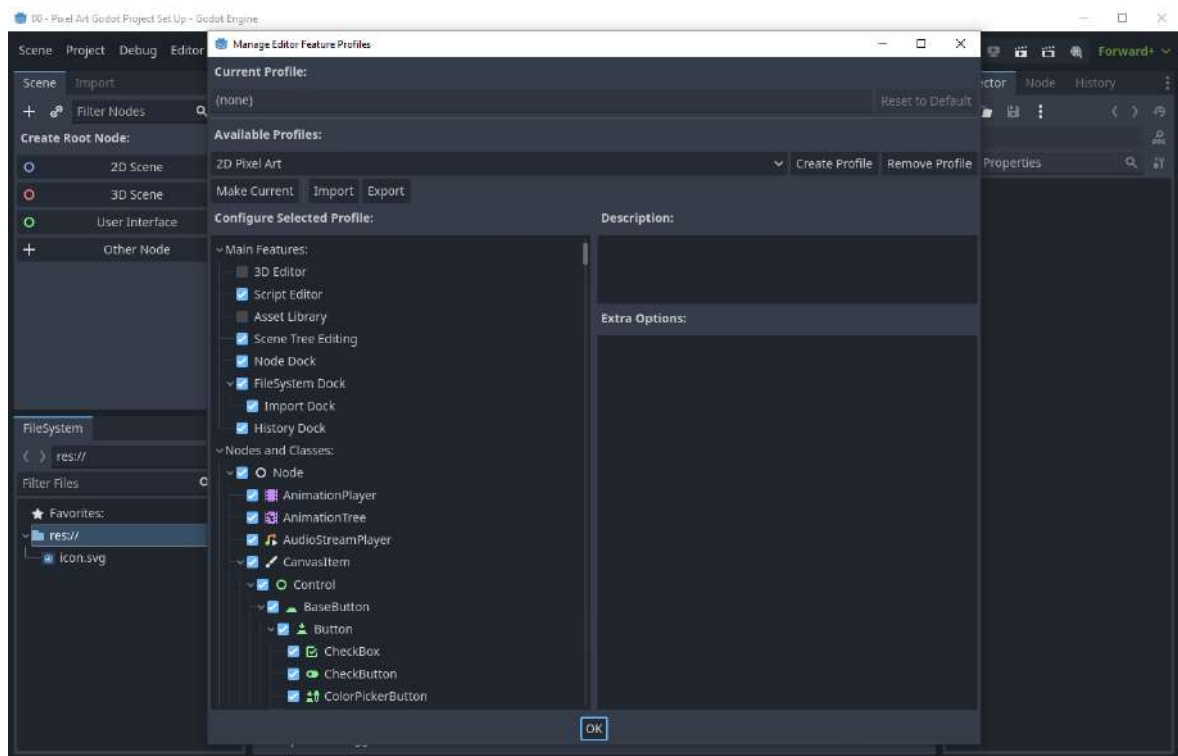 00 - Pixel Art Godot Project Set Up - Godot Engine
Manage Editor Feature Profiles
Scene Project Debug Editor
Forward+
Current Profile:
(none)
Reset to Default
Scene Import
Filter Nodes
Create Root Node:
2D Scene
3D Scene
User Interface
Other Node
Available Profiles:
2D Pixel Art
Create Profile Remove Profile
Make Current Import Export
Configure Selected Profile:
Main Features:
3D Editor
Script Editor
Asset Library
Scene Tree Editing
Node Dock
FileSystem Dock
Import Dock
History Dock
Nodes and Classes:
Node
AnimationPlayer
AnimationTree
AudioStreamPlayer
CanvasItem
Control
BaseButton
Button
CheckBox
CheckButton
ColorPickerButton
Description:
Extra Options:
OK
ctor Node History
Properties
FileSystem
res://
Filter Files
Favorites:
res://
icon.svg